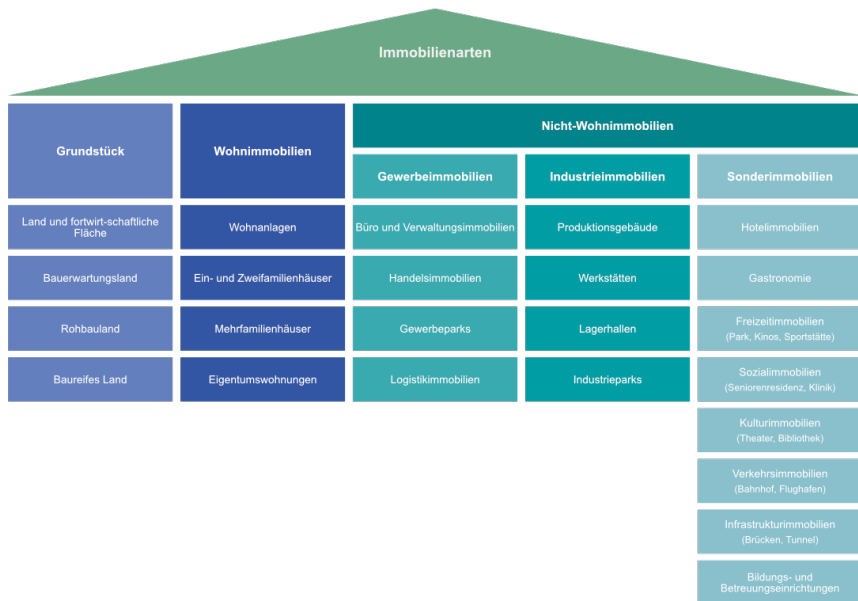 Immobilienarten
Grundstück
Wohnimmobilien
Nicht-Wohnimmobilien
Gewerbeimmobilien
Industrieimmobilien
Sonderimmobilien
Land und fortwirt-schaftliche
Fläche
Wohnanlagen
Büro und Verwaltungsimmobilien
Produktionsgebäude
Hotelimmobilien
Bauerwartungsland
Ein- und Zweifamilienhäuser
Handelsimmobilien
Werkstätten
Gastronomie
Rohbauland
Mehrfamilienhäuser
Gewerbeparks
Lagerhallen
Freizeitimmobilien
(Park, Kinos, Sportstätte)
Baureifes Land
Eigentumswohnungen
Logistikimmobilien
Industrieparks
Sozialimmobilien
(Seniorenresidenz, Klinik)
Kulturimmobilien
(Theater, Bibliothek)
Verkehrsimmobilien
(Bahnhof, Flughafen)
Infrastrukturimmobilien
(Brücken, Tunnel)
Bildungs- und
Betreuungseinrichtungen